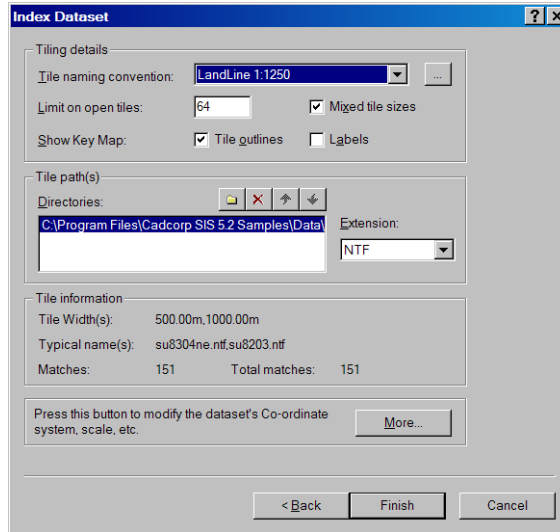 Index Dataset
Tiling details
Tile naming convention: LandLine 1:1250 ...
Limit on open tiles: 64 Mixed tile sizes
Show Key Map: Tile outlines Labels
Tile path(s)
Directories:
Extension:
C:\Program Files\Cadcorp SIS 5.2 Samples\Data\
NTF
Tile information
Tile Width(s): 500.00m,1000.00m
Typical name(s): su8304ne.ntf,su8203.ntf
Matches: 151 Total matches: 151
Press this button to modify the dataset's Co-ordinate
system, scale, etc.
More...
< Back Finish Cancel